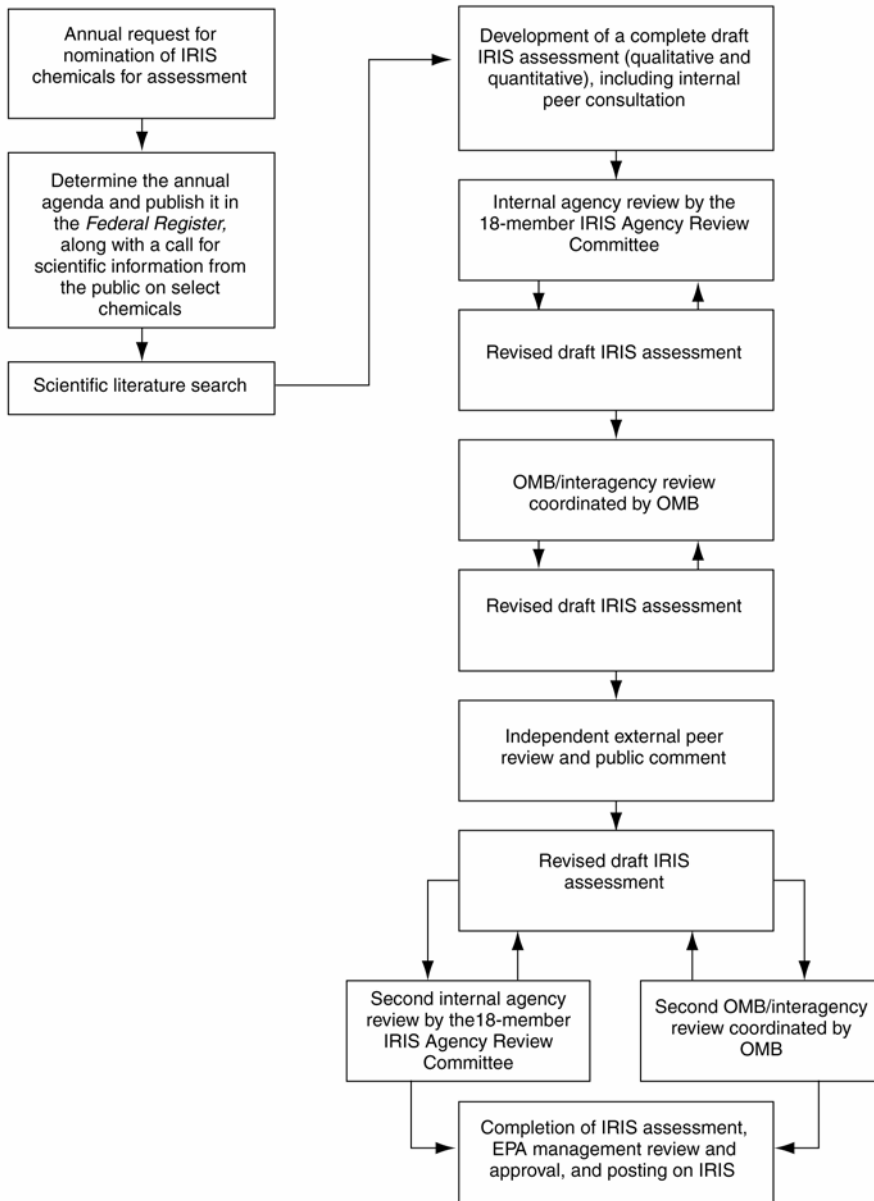 Annual request for
nomination of IRIS
chemicals for assessment
Determine the annual
agenda and publish it in
the Federal Register,
along with a call for
scientific information from
the public on select
chemicals
Scientific literature search
Development of a complete draft
IRIS assessment (qualitative and
quantitative), including internal
peer consultation
Internal agency review by the
18-member IRIS Agency Review
Committee
Revised draft IRIS assessment
OMB/interagency review
coordinated by OMB
Revised draft IRIS assessment
Independent external peer
review and public comment
Revised draft IRIS
assessment
Second internal agency
review by the18-member
IRIS Agency Review
Committee
Second OMB/interagency
review coordinated by
OMB
Completion of IRIS assessment,
EPA management review and
approval, and posting on IRIS